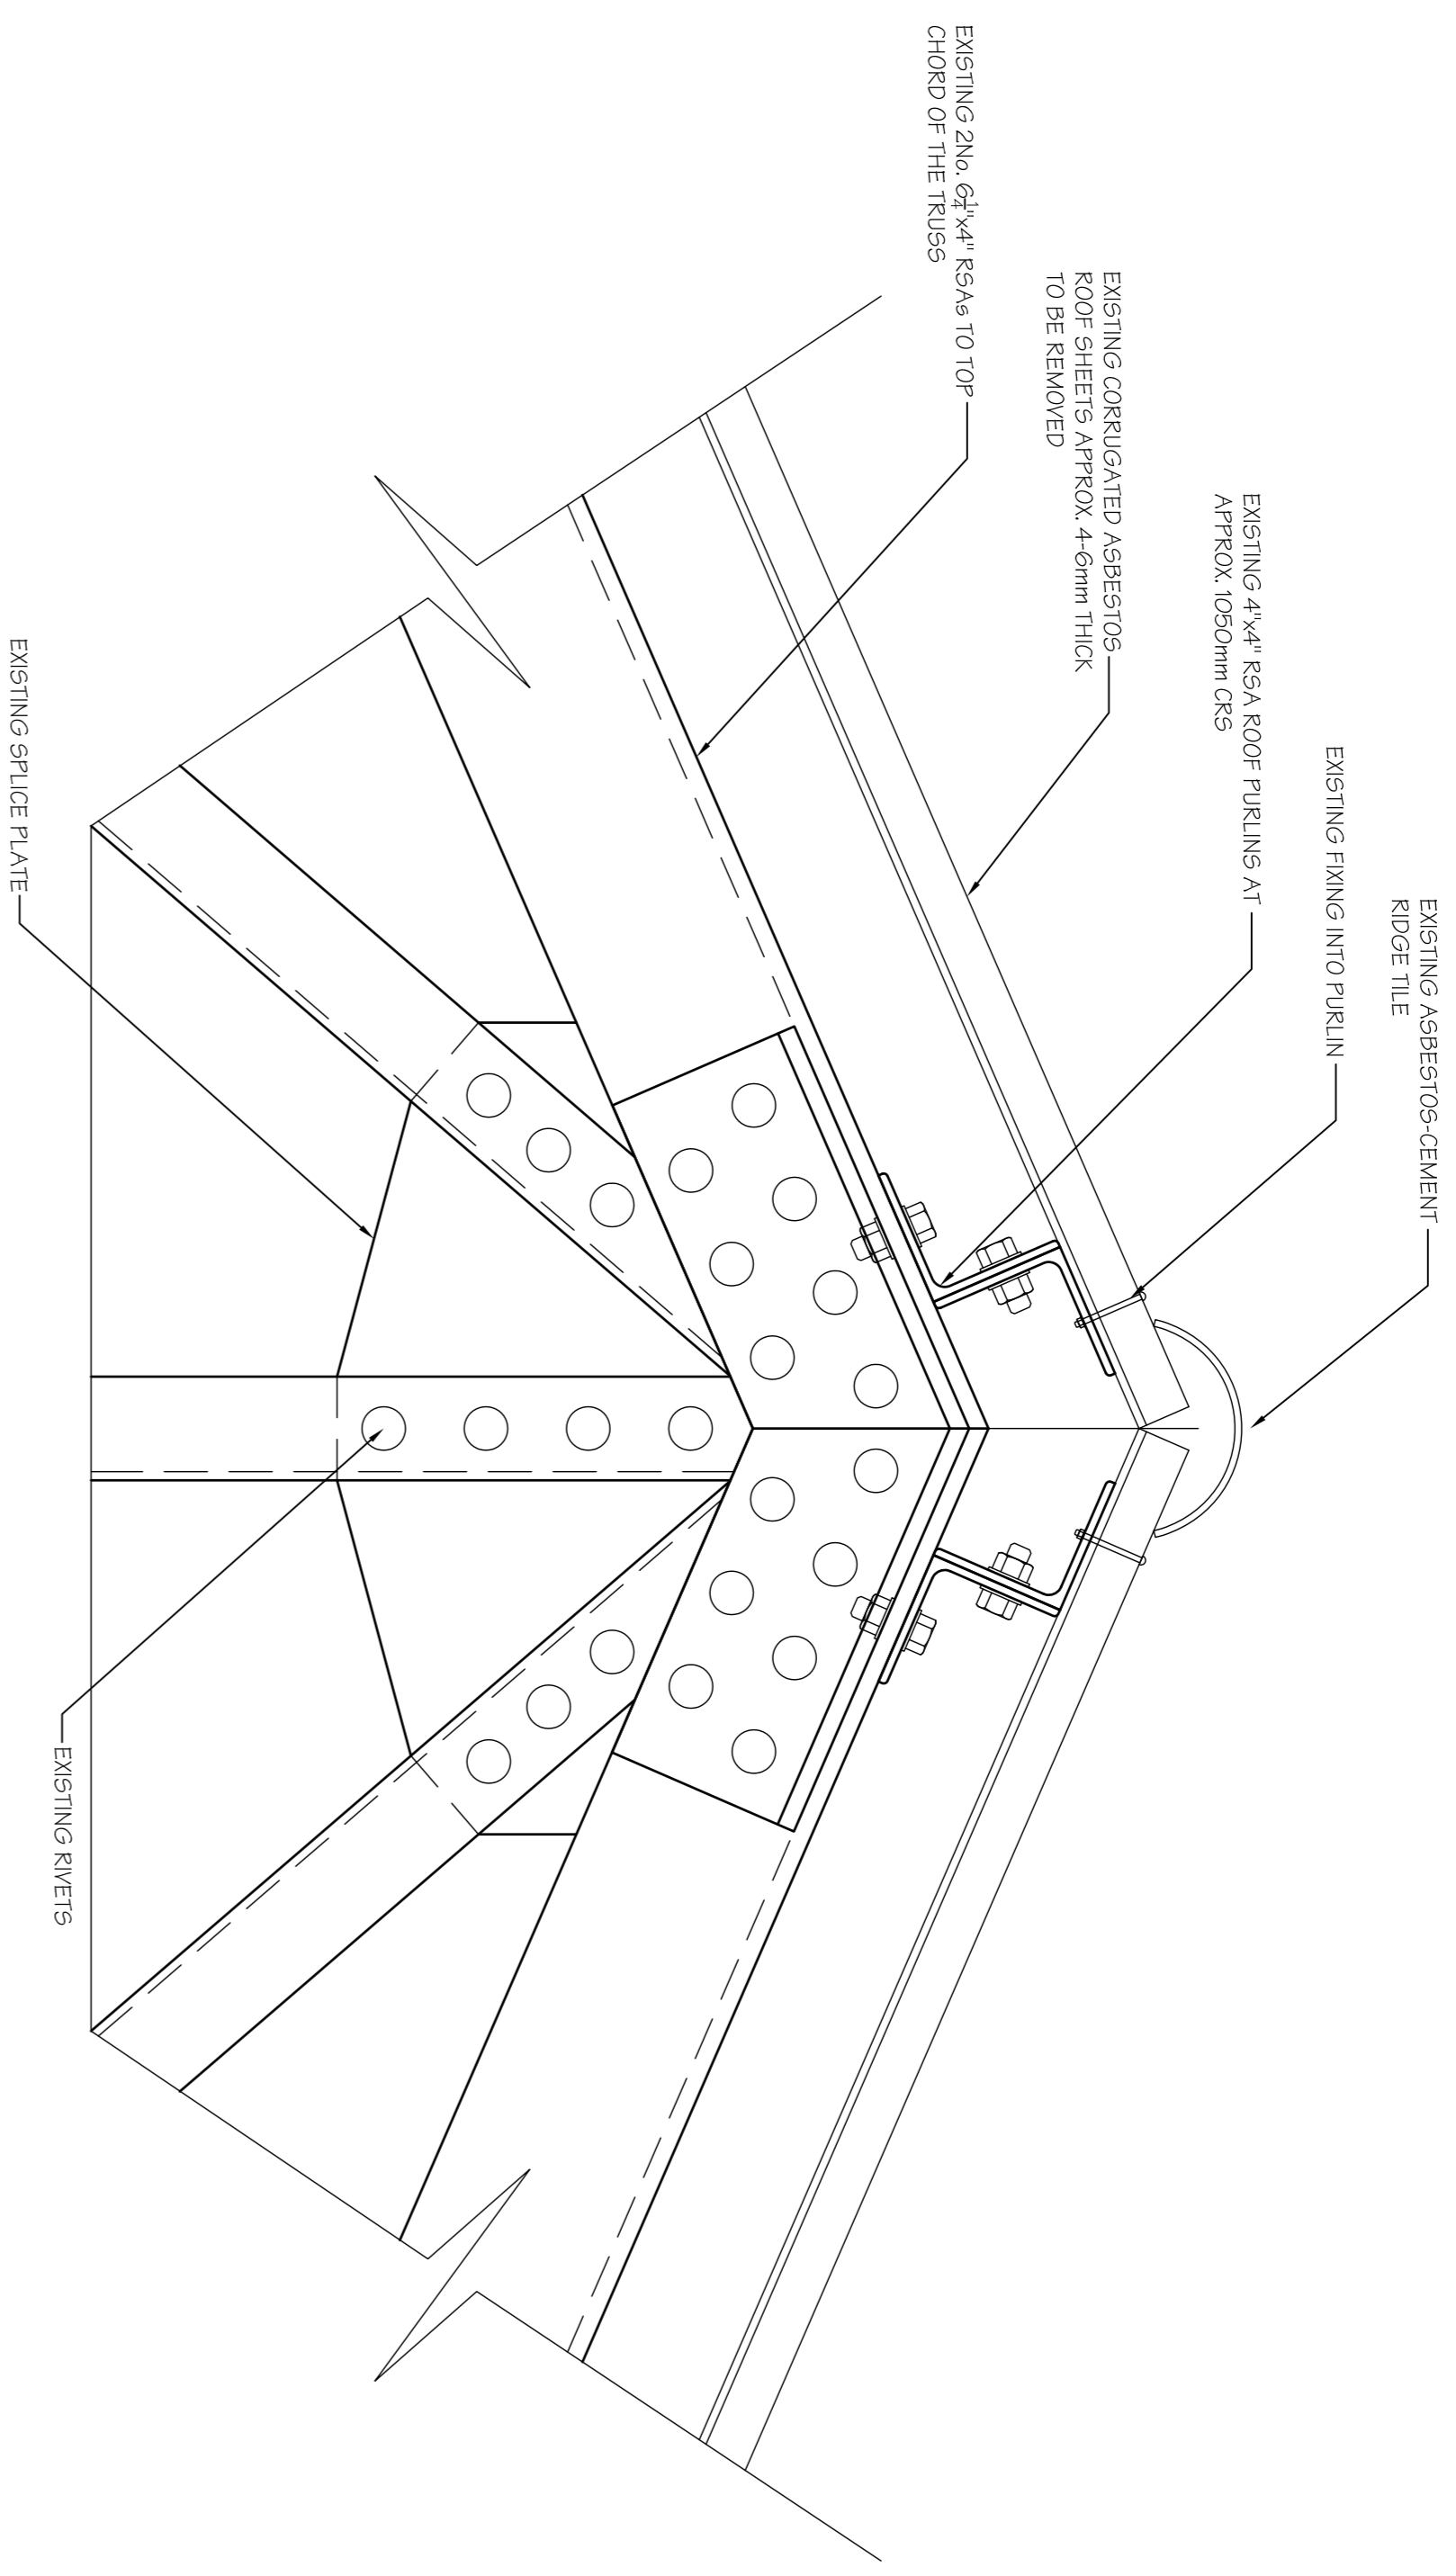 EXISTING ASBESTOS-CEMENT
RIDGE TILE
EXISTING FIXING INTO PURLIN
EXISTING 4"x4" RSA ROOF PURLINS AT
APPROX. 1050mm CRS
EXISTING CORRUGATED ASBESTOS
ROOF SHEETS APPROX. 4-6mm THICK
TO BE REMOVED
EXISTING 2No. 6¼"x4" RSAs TO TOP
CHORD OF THE TRUSS
EXISTING RIVETS
EXISTING SPLICE PLATE